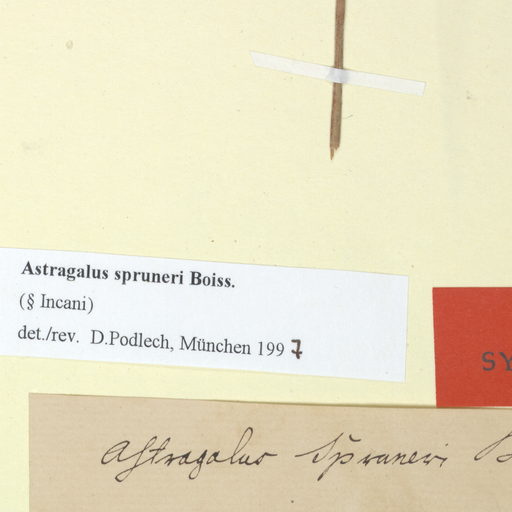 Astragalus spruneri Boiss.
(§ Incani)
det./rev. D.Podlech, München 1997
SY
Astragalus Spruneri B